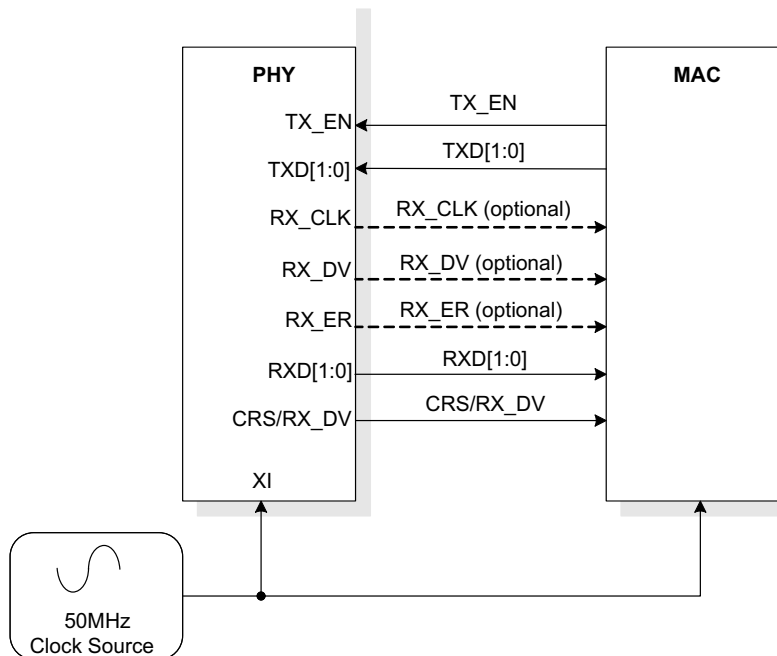 PHY
MAC
TX_EN
TX_EN
TXD[1:0]
TXD[1:0]
RX_CLK
RX_CLK (optional)
RX_DV
RX_DV (optional)
RX_ER
RX_ER (optional)
RXD[1:0]
RXD[1:0]
CRS/RX_DV
CRS/RX_DV
XI
50MHz
Clock Source